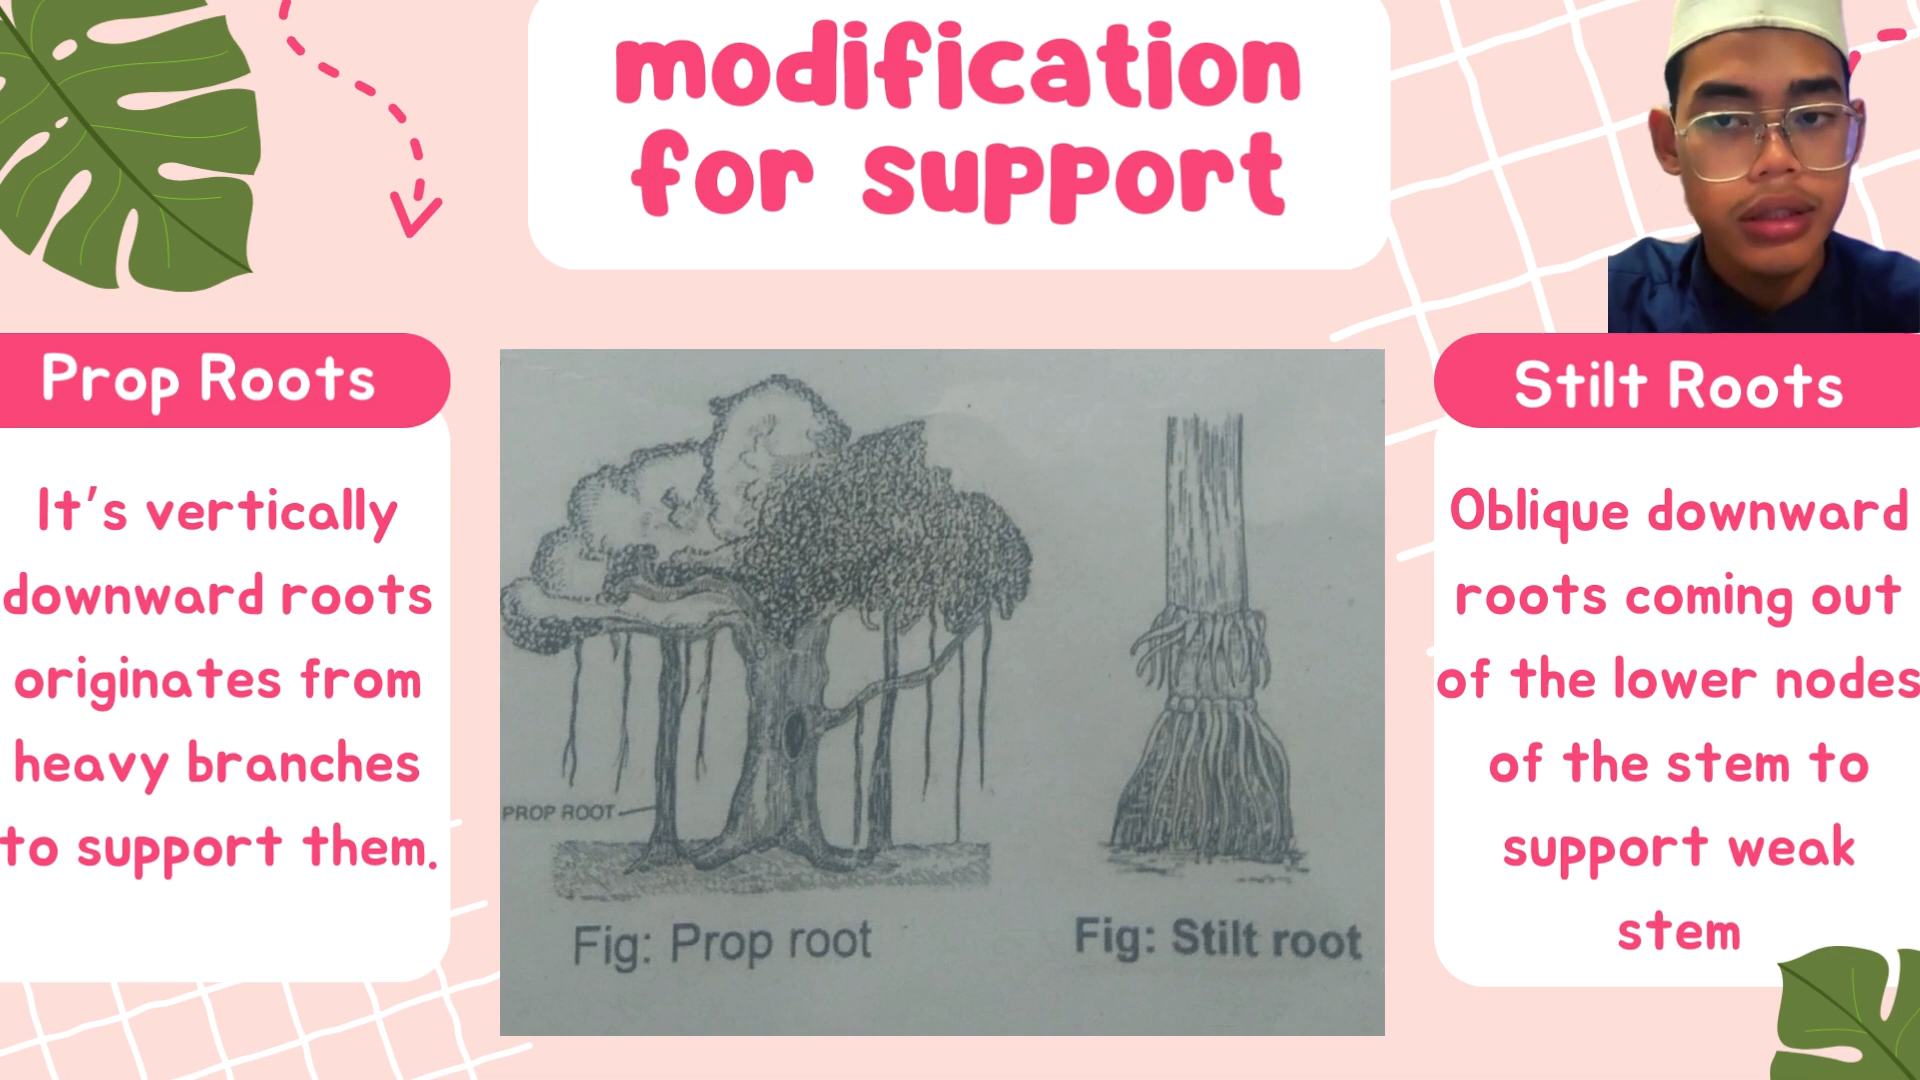 modification
for support
Prop Roots
It's vertically
downward roots
originates from
heavy branches
to support them.
PROP ROOT
Fig: Prop root
Fig: Stilt root
Stilt Roots
Oblique downward
roots coming out
of the lower nodes
of the stem to
support weak
stem